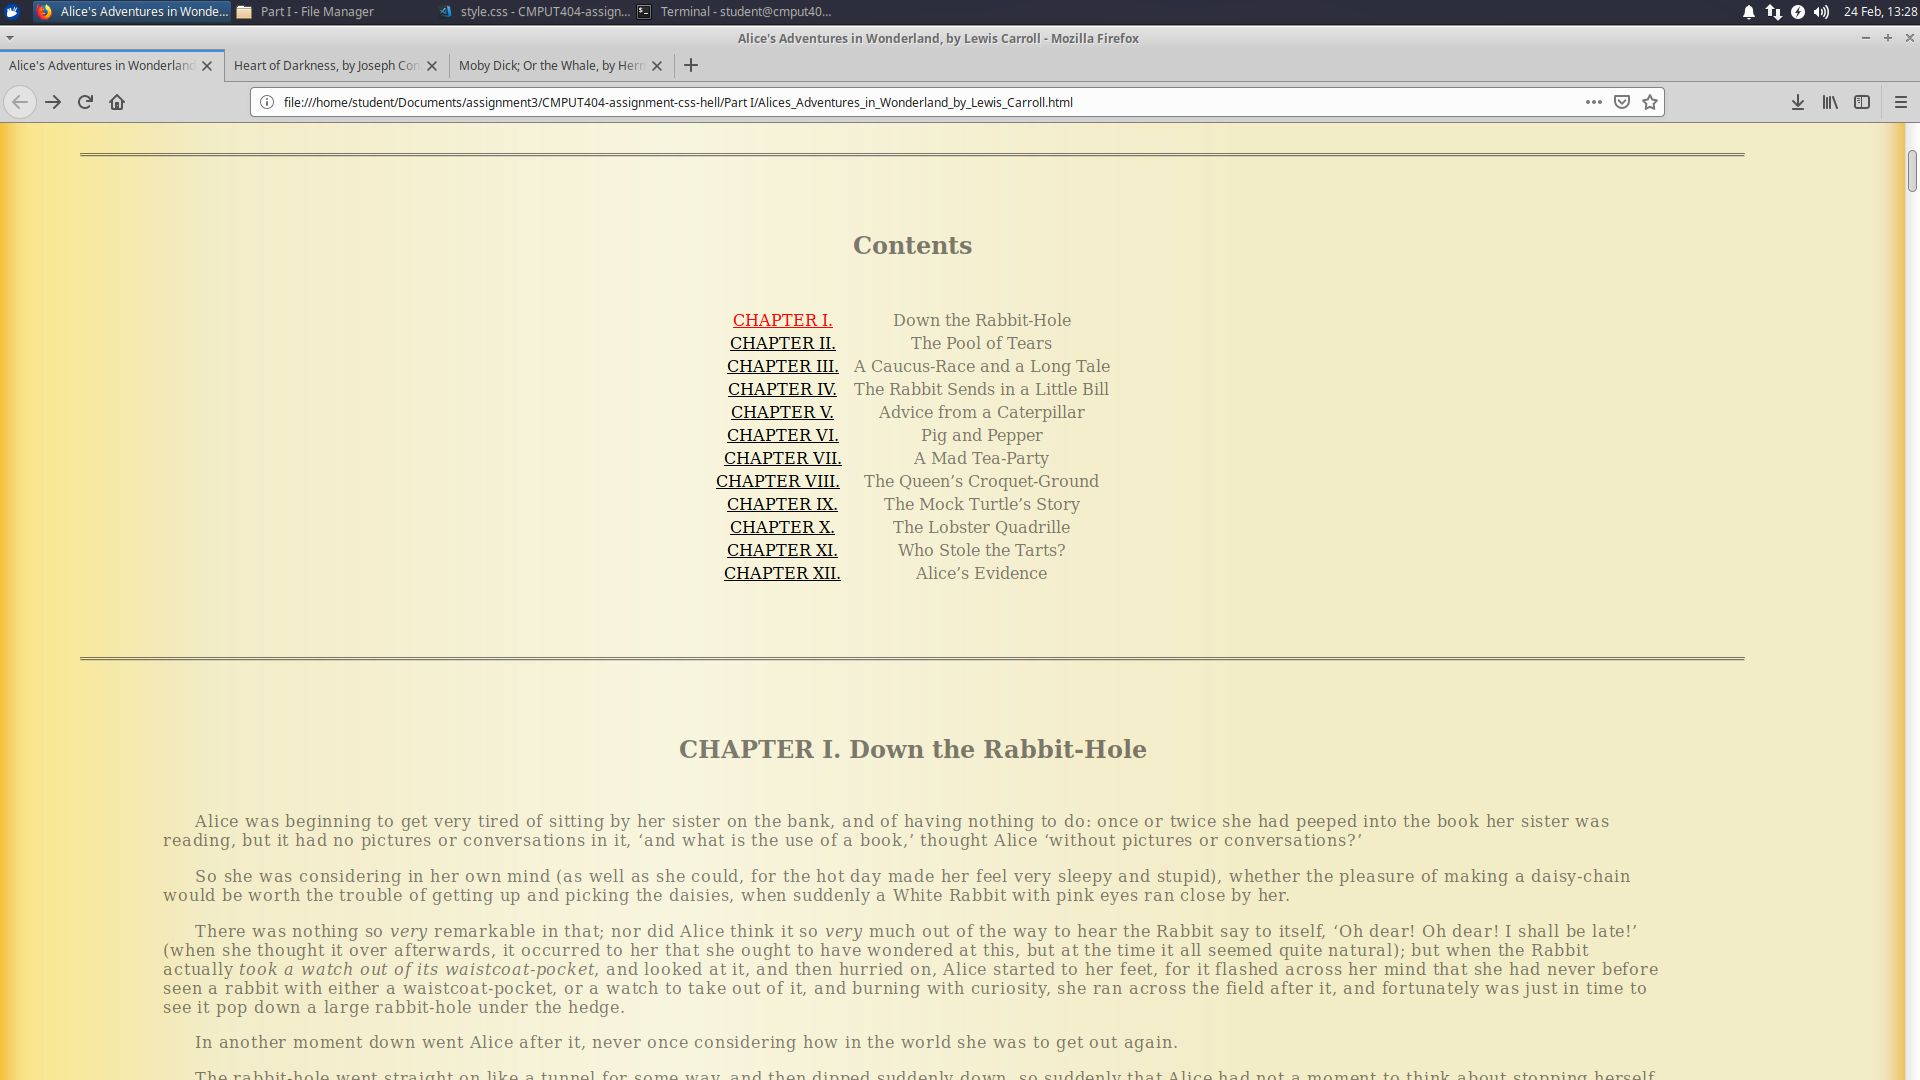 Alice's Adventures in Wonde... Part I - File Manager style.css - CMPUT404-assign... Terminal - student@cmput40... 24 Feb, 13:28
Alice's Adventures in Wonderland, by Lewis Carroll - Mozilla Firefox
Alice's Adventures in Wonderland Heart of Darkness, by Joseph Con Moby Dick; Or the Whale, by Her
file:///home/student/Documents/assignment3/CMPUT404-assignment-css-hell/Part I/Alices_Adventures_in_Wonderland_by_Lewis_Carroll.html
Contents
CHAPTER I. Down the Rabbit-Hole
CHAPTER II. The Pool of Tears
CHAPTER III. A Caucus-Race and a Long Tale
CHAPTER IV. The Rabbit Sends in a Little Bill
CHAPTER V. Advice from a Caterpillar
CHAPTER VI. Pig and Pepper
CHAPTER VII. A Mad Tea-Party
CHAPTER VIII. The Queen’s Croquet-Ground
CHAPTER IX. The Mock Turtle’s Story
CHAPTER X. The Lobster Quadrille
CHAPTER XI. Who Stole the Tarts?
CHAPTER XII. Alice’s Evidence
CHAPTER I. Down the Rabbit-Hole
Alice was beginning to get very tired of sitting by her sister on the bank, and of having nothing to do: once or twice she had peeped into the book her sister was
reading, but it had no pictures or conversations in it, ‘and what is the use of a book,’ thought Alice ‘without pictures or conversations?’
So she was considering in her own mind (as well as she could, for the hot day made her feel very sleepy and stupid), whether the pleasure of making a daisy-chain
would be worth the trouble of getting up and picking the daisies, when suddenly a White Rabbit with pink eyes ran close by her.
There was nothing so very remarkable in that; nor did Alice think it so very much out of the way to hear the Rabbit say to itself, ‘Oh dear! Oh dear! I shall be late!’
(when she thought it over afterwards, it occurred to her that she ought to have wondered at this, but at the time it all seemed quite natural); but when the Rabbit
actually took a watch out of its waistcoat-pocket, and looked at it, and then hurried on, Alice started to her feet, for it flashed across her mind that she had never before
seen a rabbit with either a waistcoat-pocket, or a watch to take out of it, and burning with curiosity, she ran across the field after it, and fortunately was just in time to
see it pop down a large rabbit-hole under the hedge.
In another moment down went Alice after it, never once considering how in the world she was to get out again.
The rabbit-hole went straight on like a tunnel for some way, and then dipped suddenly down, so suddenly that Alice had not a moment to think about stopping herself